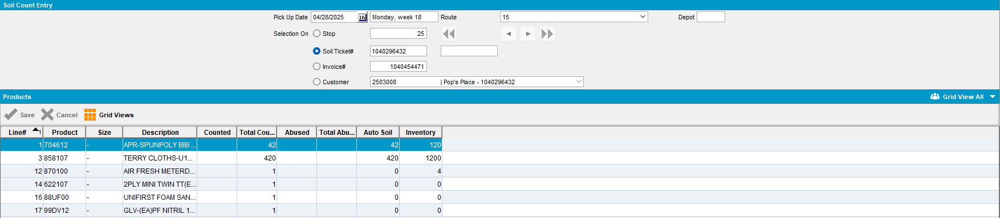 Soil Count Entry
Pick Up Date 04/28/2025 16 Monday, week 18 Route 15 Depot
Selection On Stop 25
Soil Ticket# 1040296432
Invoice# 1040454471
Customer 2503008 | Pop's Place - 1040296432
Products Grid View All
Save Cancel Grid Views
Line# 1 Product Size Description Counted Total Cou... Abused Total Abu... Auto Soil Inventory
1 704612 - APR-SPUNPOLY BIB ... 42 42 120
3 858107 - TERRY CLOTHS-U1... 420 420 1200
12 870100 - AIR FRESH METERD... 1 0 4
14 622107 - 2PLY MINI TWIN TT(E... 1 0 0
16 88UF00 - UNIFIRST FOAM SAN... 1 0 0
17 99DV12 - GLV-(EA)PF NITRIL 1... 1 0 0